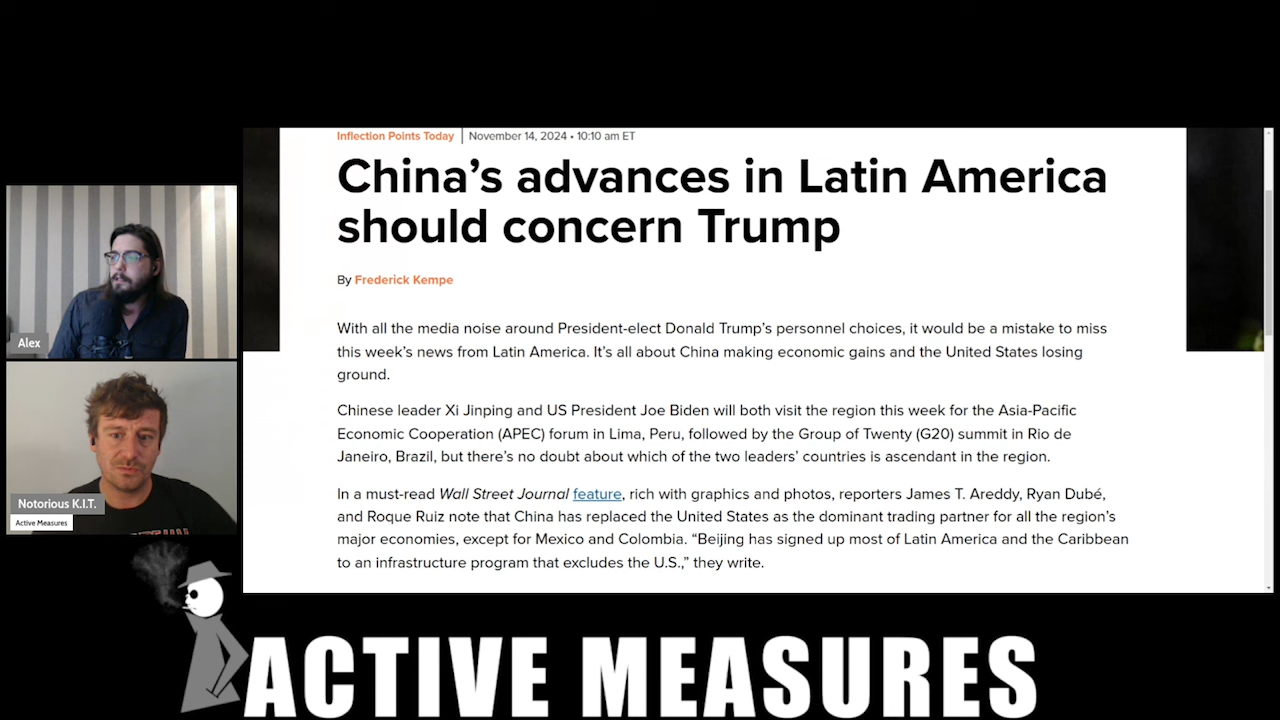 Inflection Points Today | November 14, 2024 • 10:10 am ET
China’s advances in Latin America
should concern Trump
By Frederick Kempe
With all the media noise around President-elect Donald Trump’s personnel choices, it would be a mistake to miss
this week’s news from Latin America. It’s all about China making economic gains and the United States losing
ground.
Chinese leader Xi Jinping and US President Joe Biden will both visit the region this week for the Asia-Pacific
Economic Cooperation (APEC) forum in Lima, Peru, followed by the Group of Twenty (G20) summit in Rio de
Janeiro, Brazil, but there’s no doubt about which of the two leaders’ countries is ascendant in the region.
In a must-read Wall Street Journal feature, rich with graphics and photos, reporters James T. Areddy, Ryan Dubé,
and Roque Ruiz note that China has replaced the United States as the dominant trading partner for all the region’s
major economies, except for Mexico and Colombia. “Beijing has signed up most of Latin America and the Caribbean
to an infrastructure program that excludes the U.S.,” they write.
Alex
Notorious K.I.T.
Active Measures
ACTIVE MEASURES